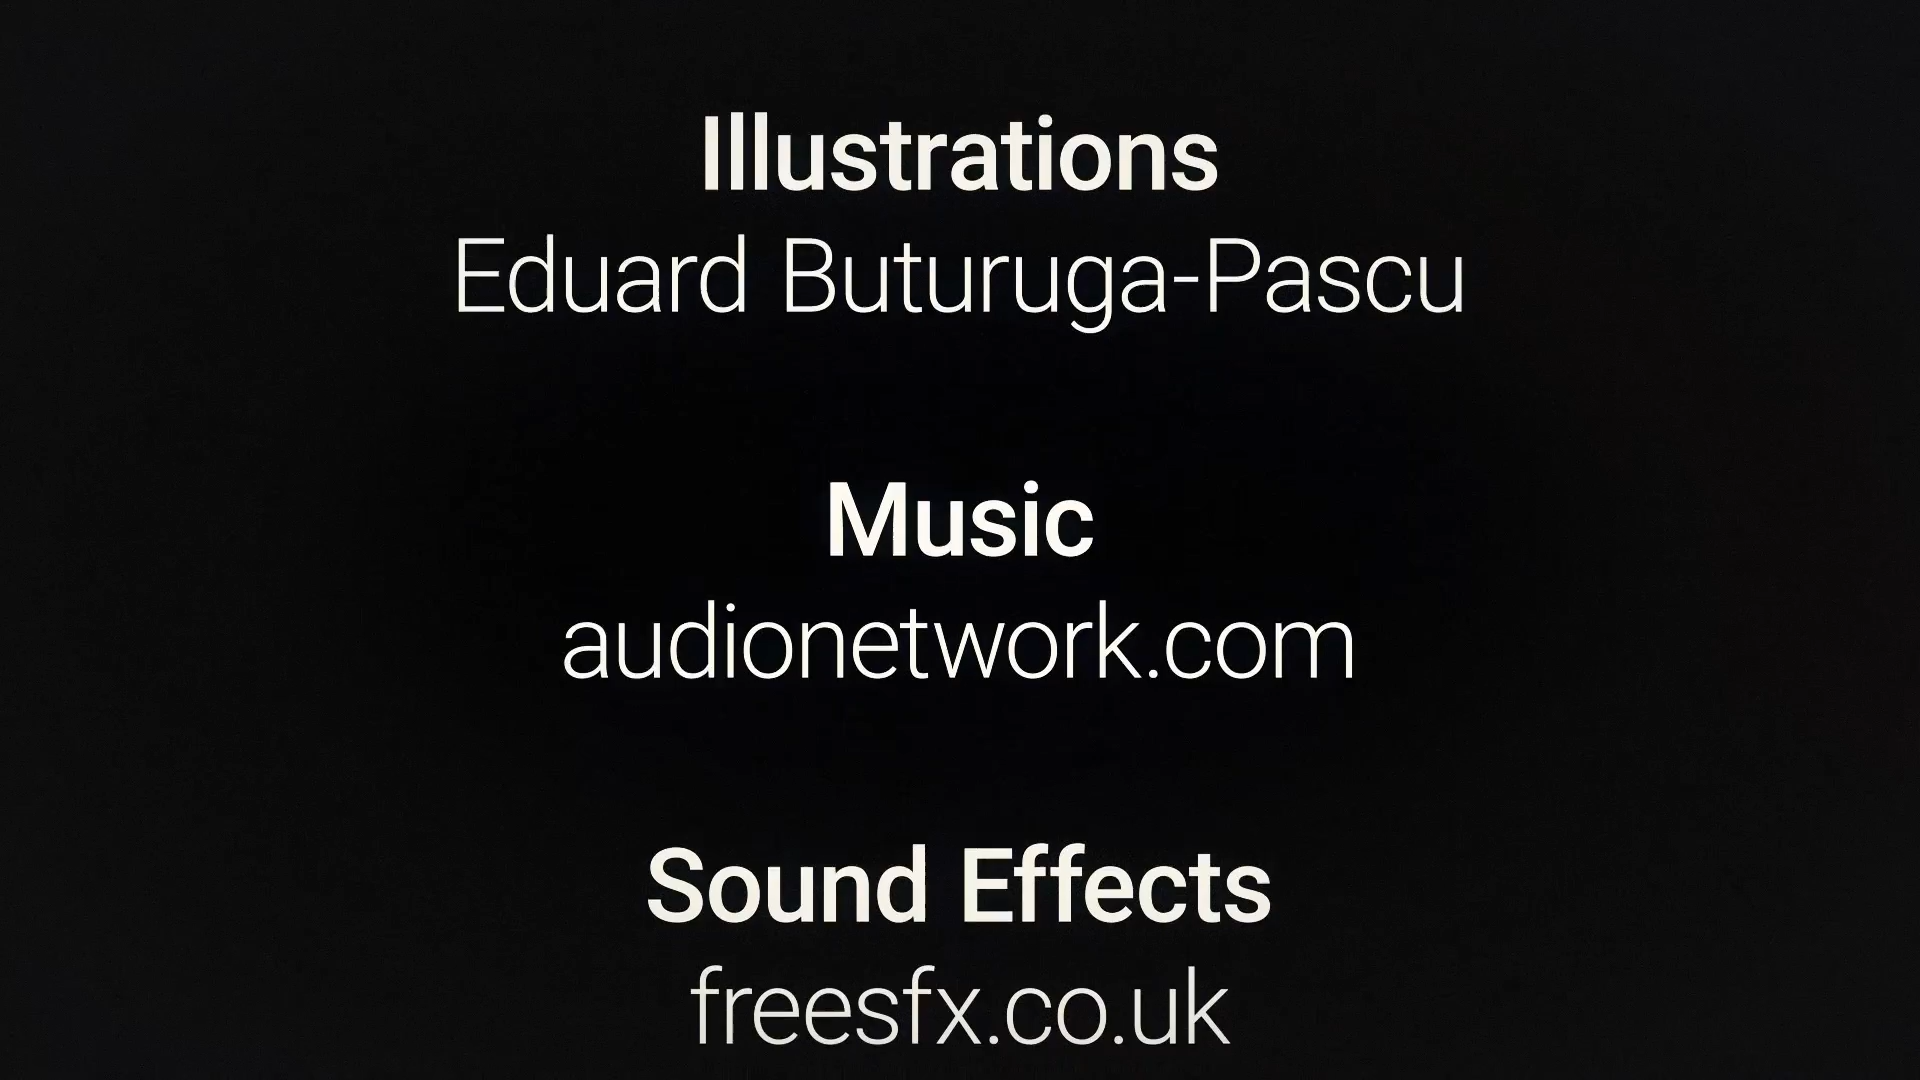 Illustrations
Eduard Buturuga-Pascu
Music
audionetwork.com
Sound Effects
freesfx.co.uk